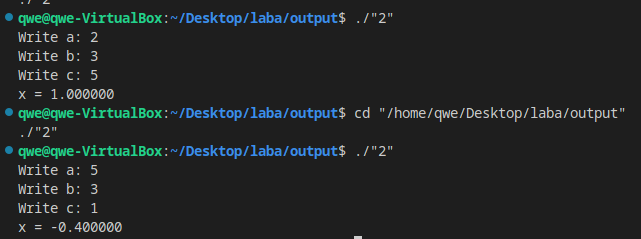 ./"2"
qwe@qwe-VirtualBox:~/Desktop/laba/output$ ./"2"
Write a: 2
Write b: 3
Write c: 5
x = 1.000000
qwe@qwe-VirtualBox:~/Desktop/laba/output$ cd "/home/qwe/Desktop/laba/output"
./"2"
qwe@qwe-VirtualBox:~/Desktop/laba/output$ ./"2"
Write a: 5
Write b: 3
Write c: 1
x = -0.400000